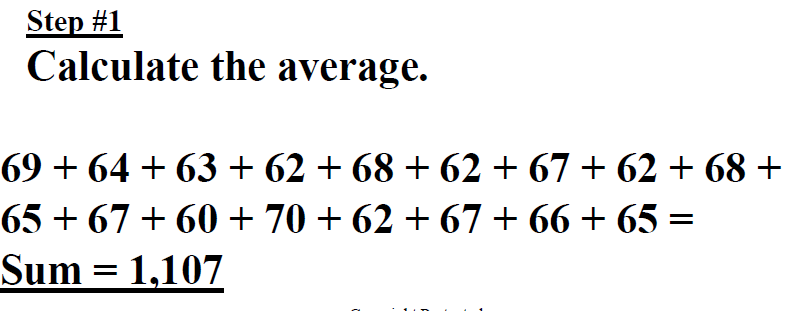 Step #1
Calculate the average.
69 + 64 + 63 + 62 + 68 + 62 + 67 + 62 + 68 +
65 + 67 + 60 + 70 + 62 + 67 + 66 + 65 =
Sum = 1,107